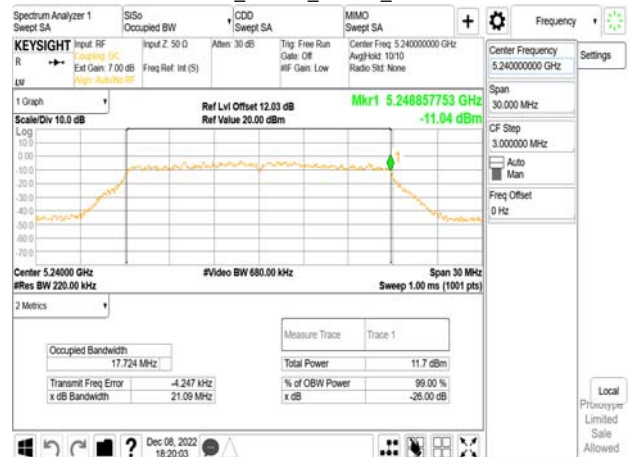 Spectrum Analyzer 1
Swept SA
SISo
Occupied BW
CDD
Swept SA
MIMO
Swept SA
Frequency
KEYSIGHT
R
Input: RF
Coupling: DC
Ext Gain: 7.00 dB
Align: Auto/No RF
Input Z: 50 Ω
Freq Ref: Int (S)
Atten: 30 dB
Trig: Free Run
Gate: Off
#IF Gain: Low
Center Freq: 5.240000000 GHz
Avg|Hold: 10/10
Radio Std: None
Center Frequency
5.240000000 GHz
Settings
Span
30.000 MHz
CF Step
3.000000 MHz
Auto
Man
Freq Offset
0 Hz
1 Graph
Scale/Div 10.0 dB
Ref Lvl Offset 12.03 dB
Ref Value 20.00 dBm
Mkr1 5.248857753 GHz
-11.04 dBm
Log
10.0
0.00
-10.0
-20.0
-30.0
-40.0
-50.0
-60.0
-70.0
1
Center 5.24000 GHz
#Res BW 220.00 kHz
#Video BW 680.00 kHz
Span 30 MHz
Sweep 1.00 ms (1001 pts)
2 Metrics
Measure Trace
Trace 1
Occupied Bandwidth
17.724 MHz
Total Power
11.7 dBm
Transmit Freq Error
-4.247 kHz
% of OBW Power
99.00 %
x dB Bandwidth
21.09 MHz
x dB
-26.00 dB
Local
Prototype
Limited
Sale
Allowed
?
Dec 08, 2022
18:20:03